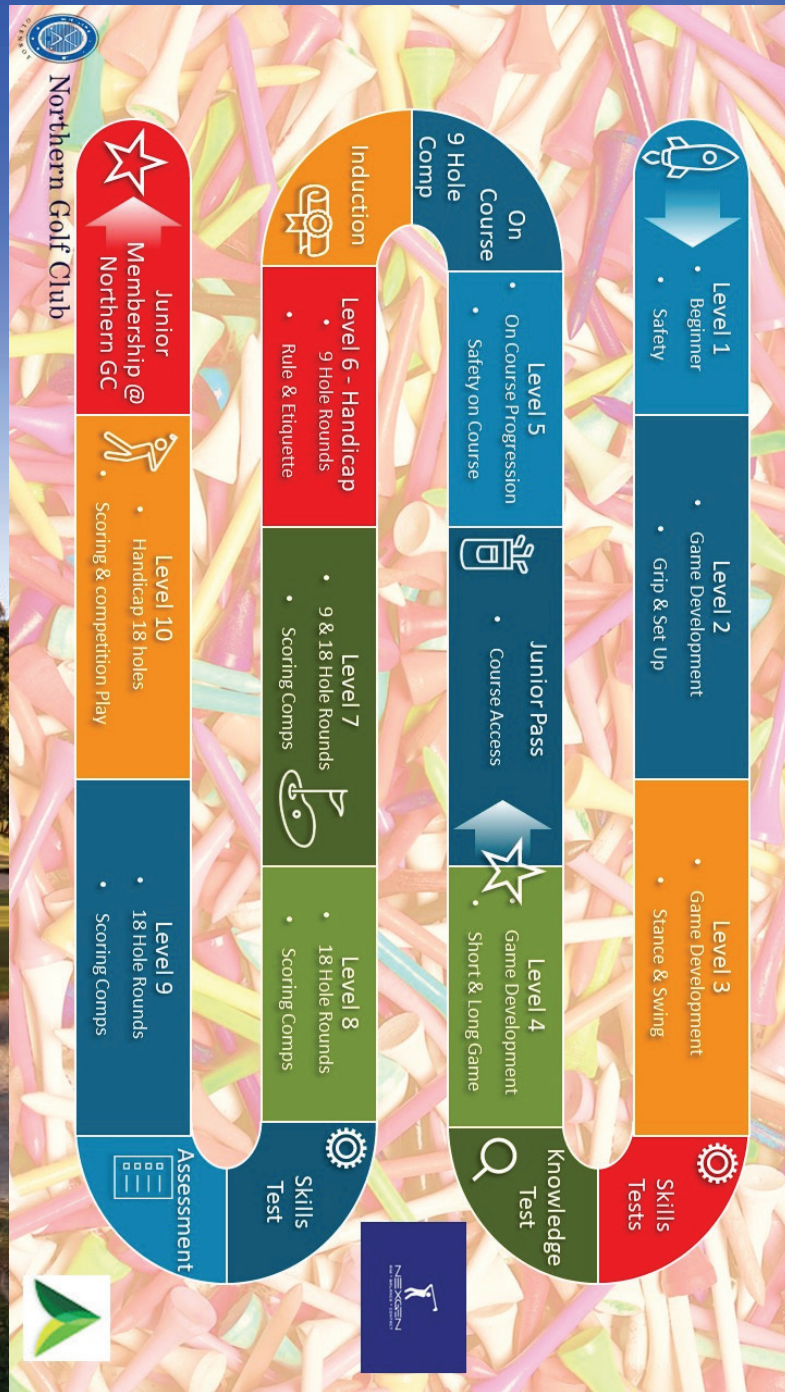 Level 1
Beginner
Safety
Level 2
Game Development
Grip & Set Up
Level 3
Game Development
Stance & Swing
Skills
Tests
Knowledge
Test
Level 4
Game Development
Short & Long Game
Junior Pass
Course Access
Level 5
On Course Progression
Safety on Course
On
Course
9 Hole
Comp
Induction
Level 6 - Handicap
9 Hole Rounds
Rule & Etiquette
Level 7
9 & 18 Hole Rounds
Scoring Comps
Level 8
18 Hole Rounds
Scoring Comps
Skills
Test
Assessment
Level 9
18 Hole Rounds
Scoring Comps
Level 10
Handicap 18 holes
Scoring & competition Play
Junior
Membership @
Northern GC
GLENROY
Northern Golf Club
NEXGEN